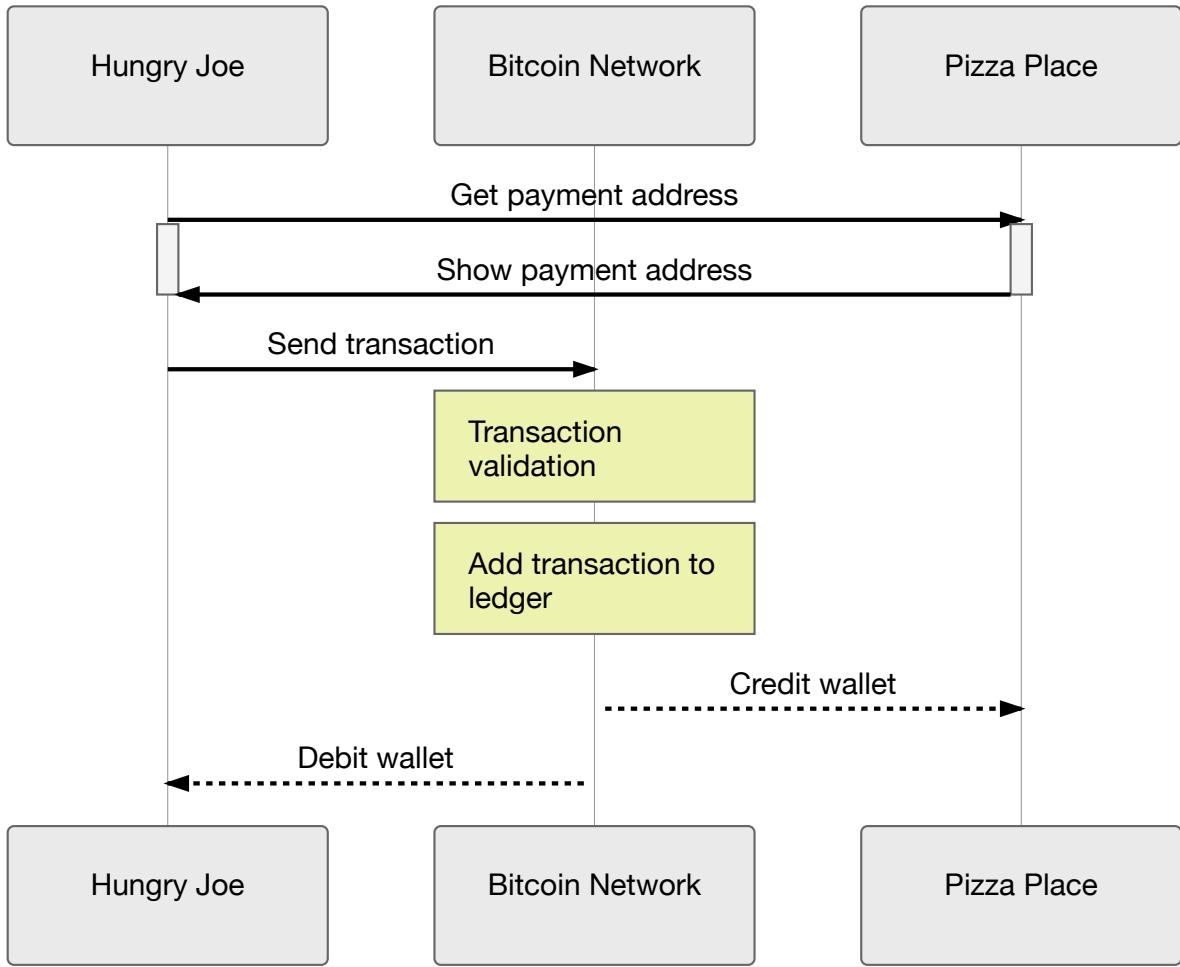 Hungry Joe
Bitcoin Network
Pizza Place
Get payment address
Show payment address
Send transaction
Transaction
validation
Add transaction to
ledger
Credit wallet
Debit wallet
Hungry Joe
Bitcoin Network
Pizza Place